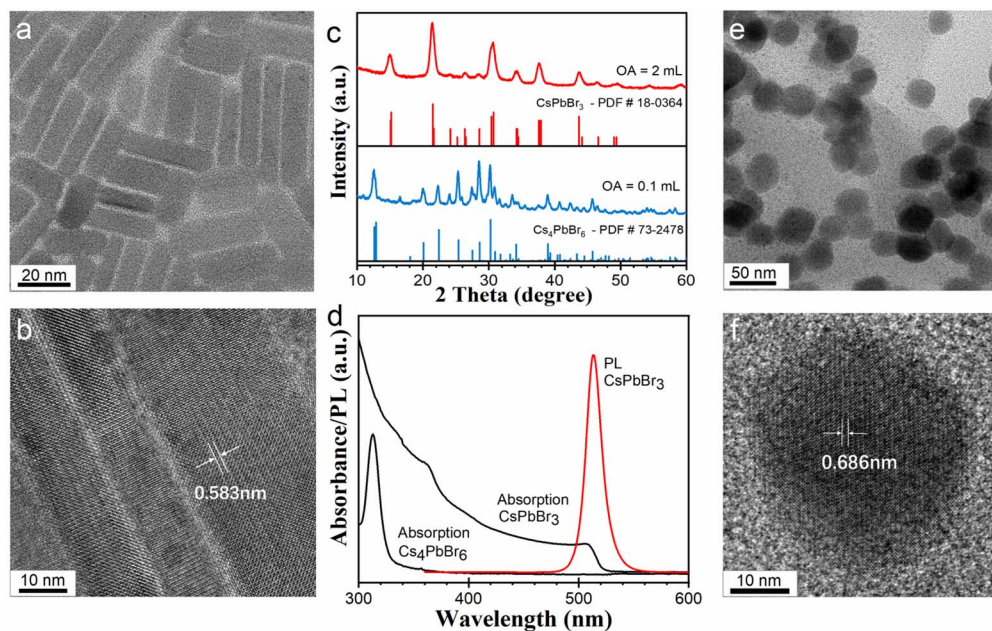 a
20 nm
b
0.583nm
10 nm
c
Intensity (a.u.)
OA = 2 mL
CsPbBr₃ - PDF # 18-0364
OA = 0.1 mL
Cs₄PbBr₆ - PDF # 73-2478
10 20 30 40 50 60
2 Theta (degree)
d
Absorbance/PL (a.u.)
PL
CsPbBr₃
Absorption
CsPbBr₃
Absorption
Cs₄PbBr₆
300 400 500 600
Wavelength (nm)
e
50 nm
f
0.686nm
10 nm